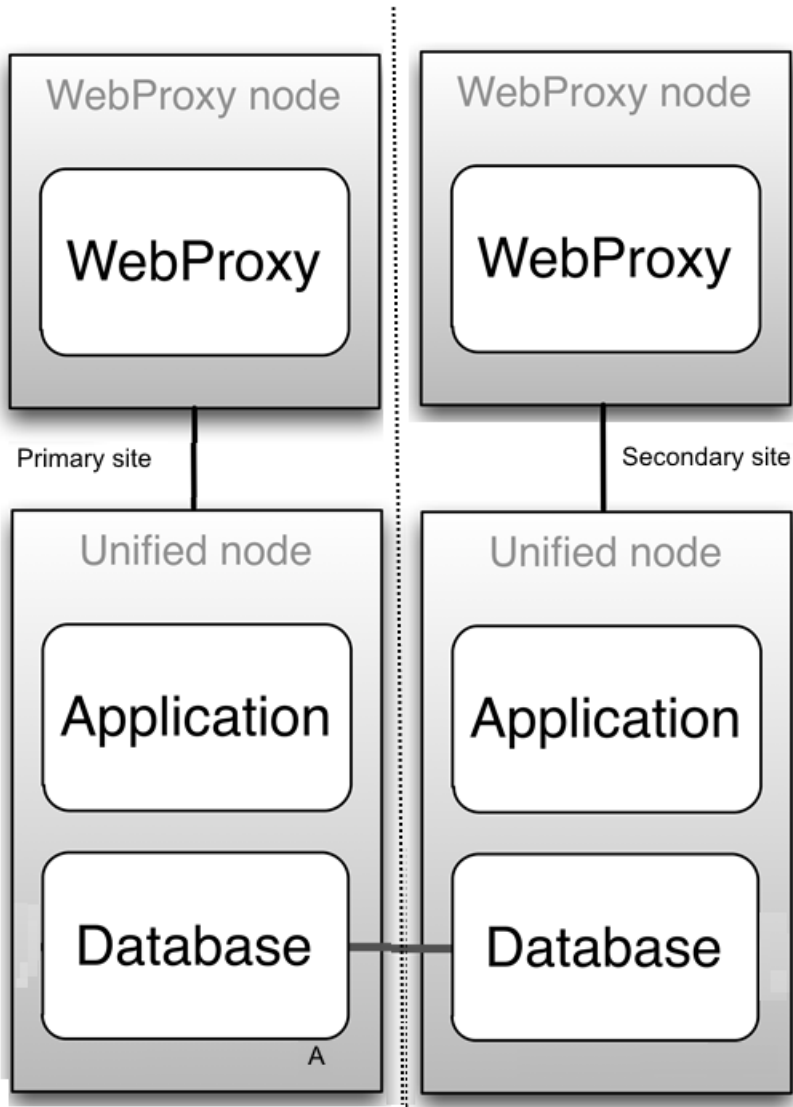 WebProxy node
WebProxy
Primary site
Unified node
Application
Database
A
WebProxy node
WebProxy
Secondary site
Unified node
Application
Database